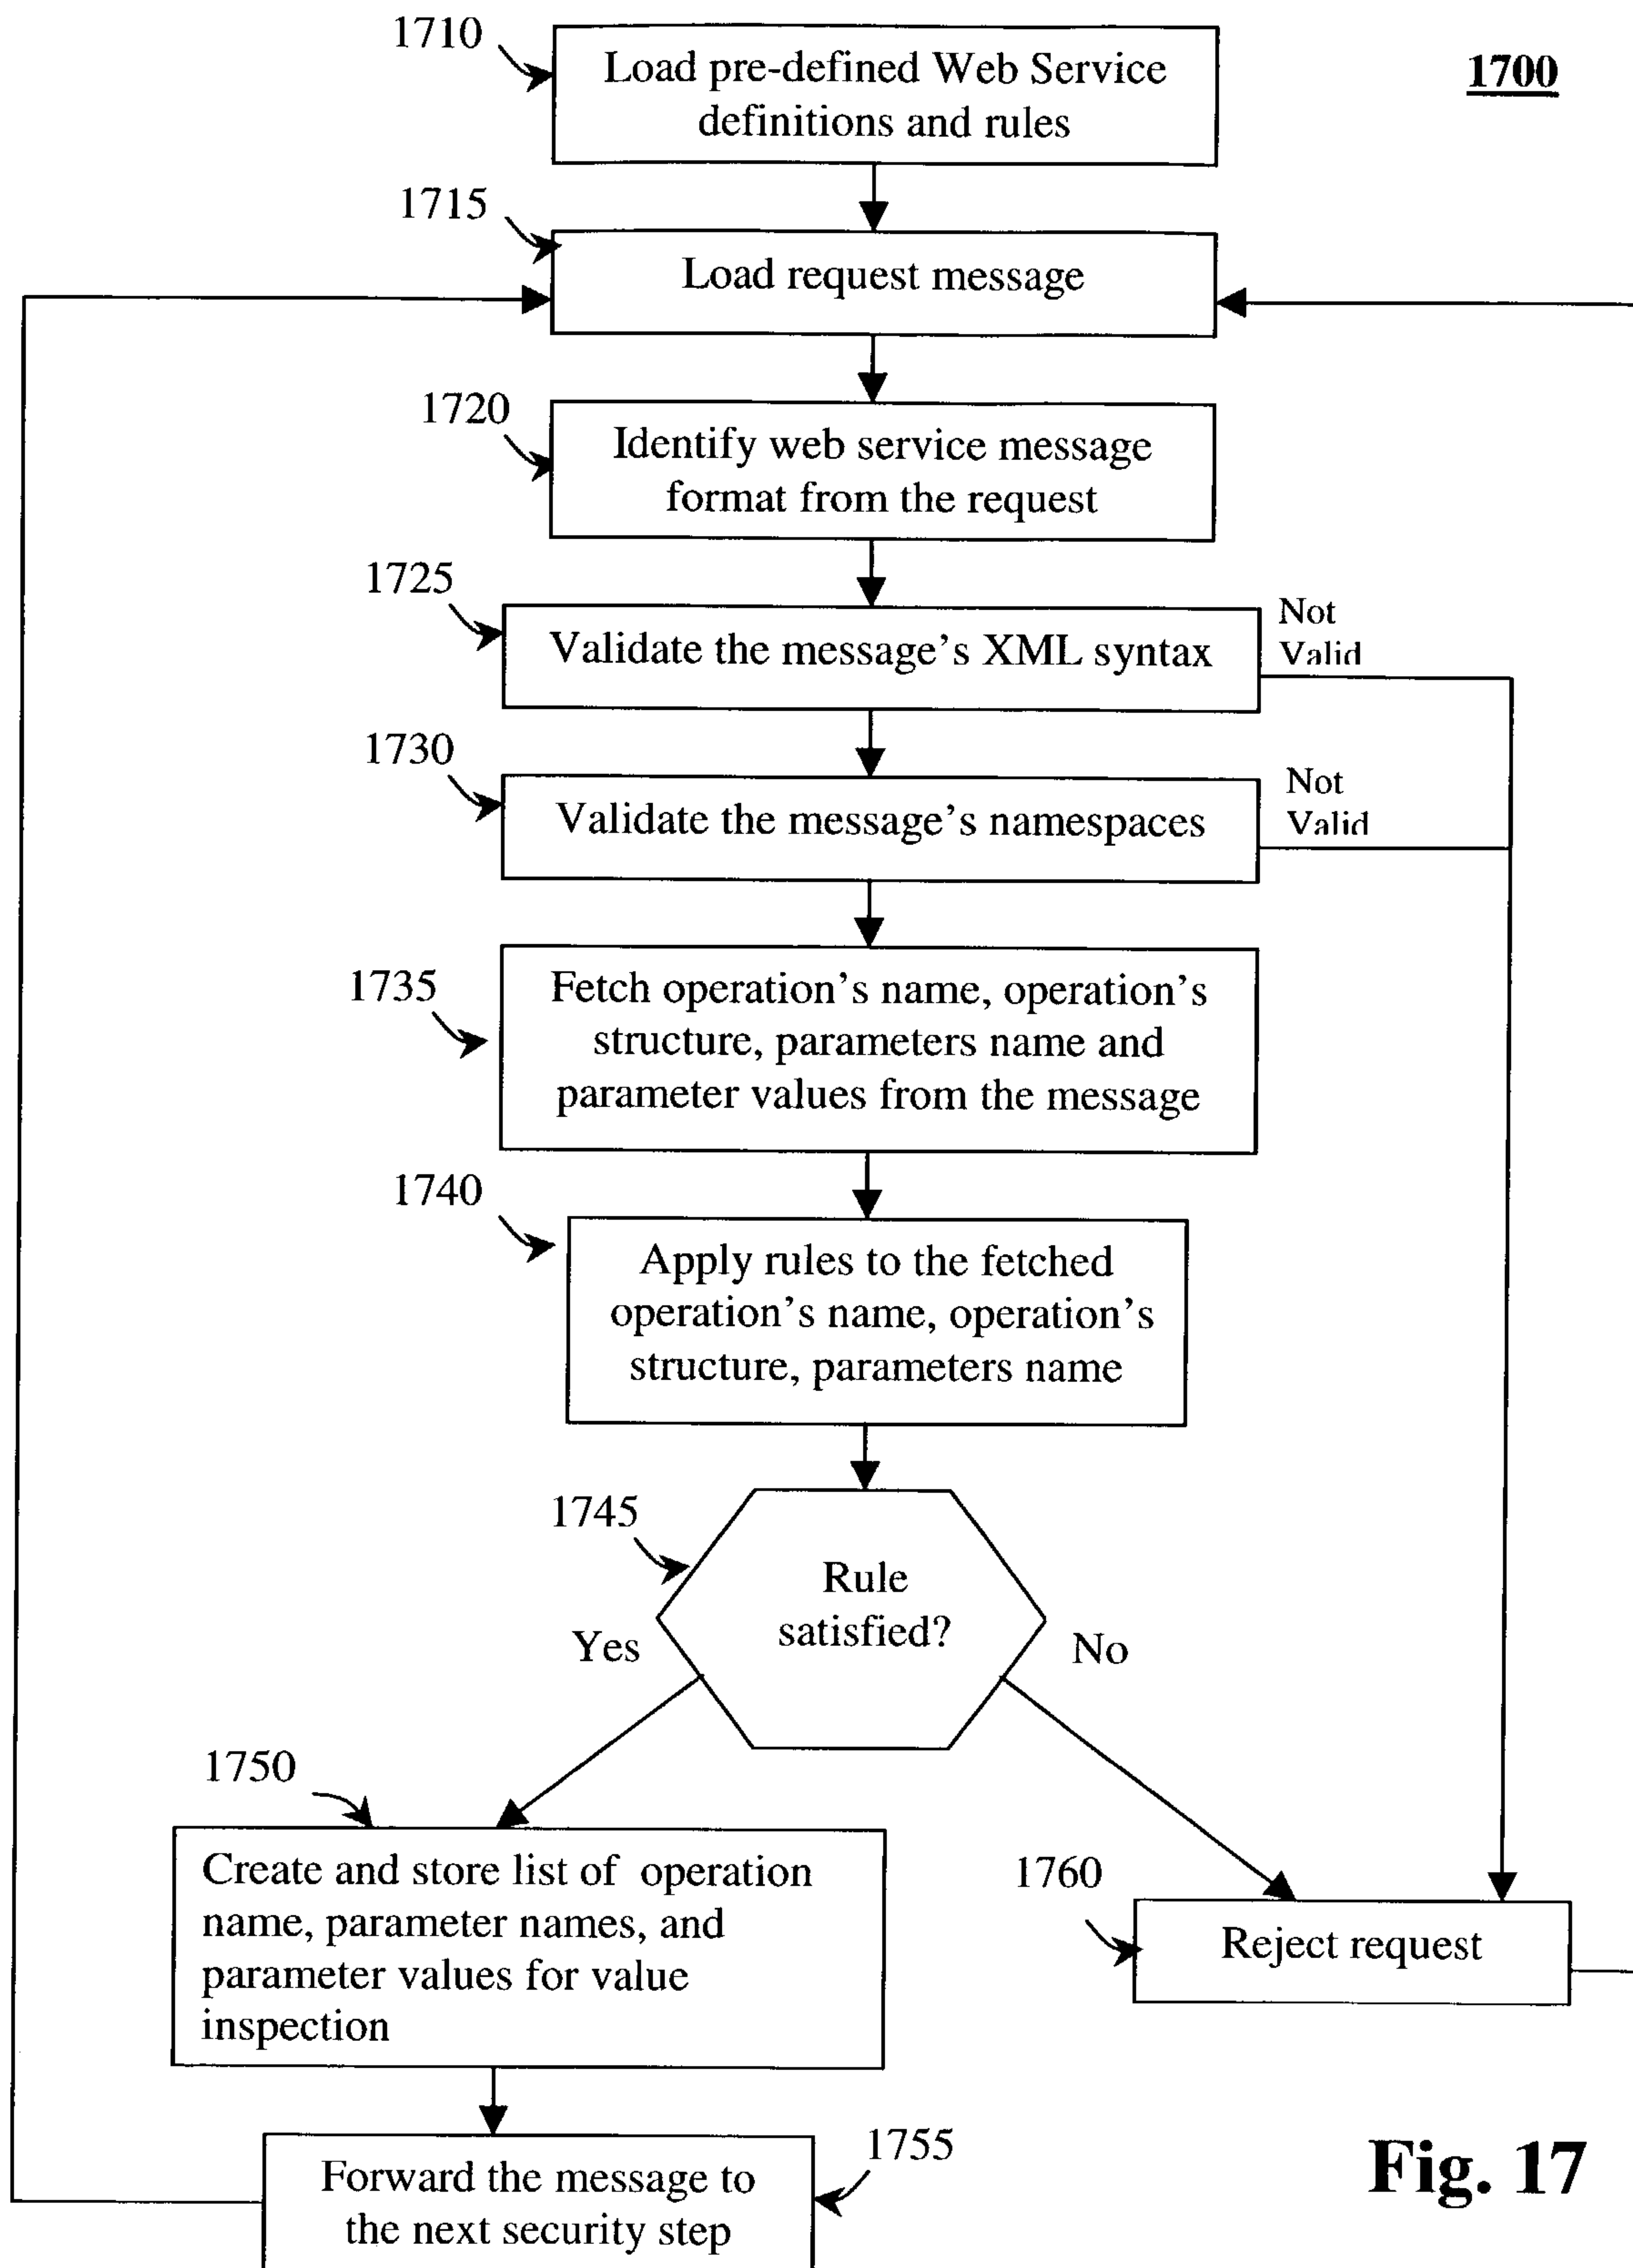 1710
Load pre-defined Web Service
definitions and rules
1700
1715
Load request message
1720
Identify web service message
format from the request
1725
Validate the message's XML syntax
Not
Valid
1730
Validate the message's namespaces
Not
Valid
1735
Fetch operation's name, operation's
structure, parameters name and
parameter values from the message
1740
Apply rules to the fetched
operation's name, operation's
structure, parameters name
1745
Rule
satisfied?
Yes
No
1750
Create and store list of operation
name, parameter names, and
parameter values for value
inspection
1760
Reject request
1755
Forward the message to
the next security step
Fig. 17